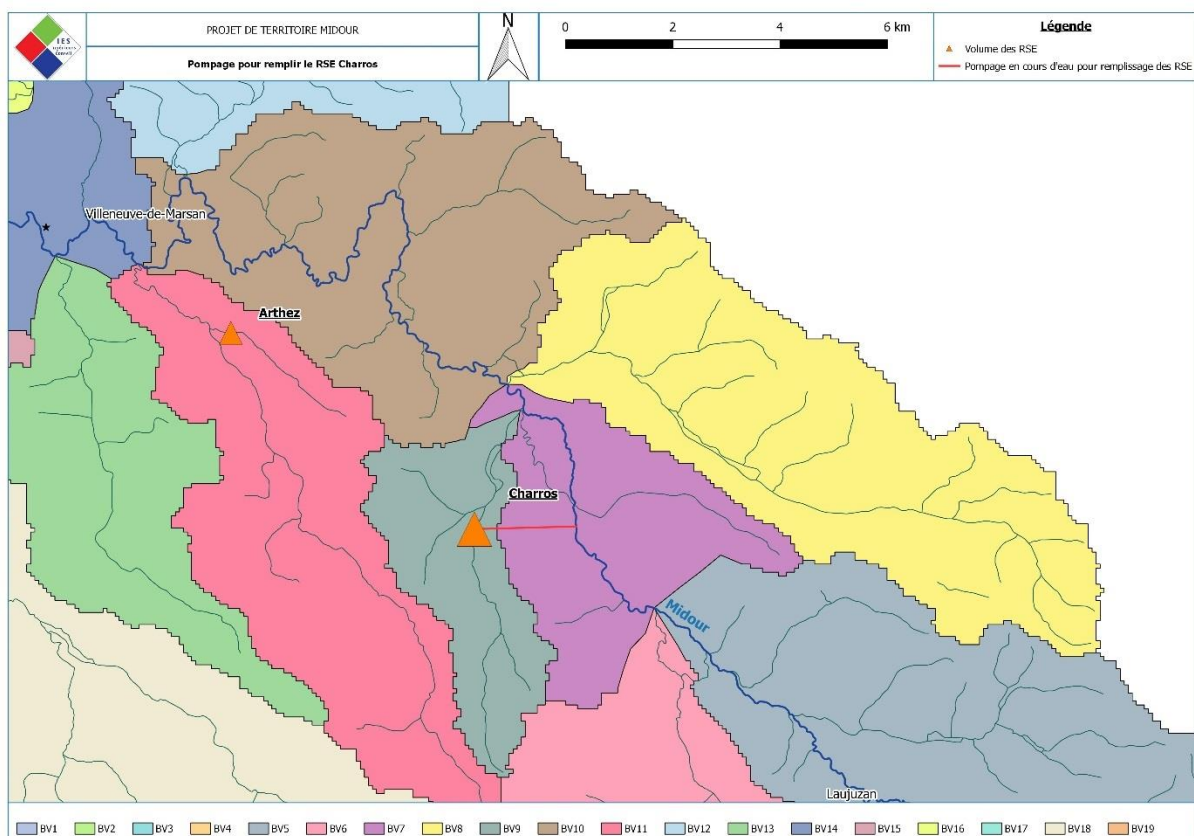 IES
Ingénieurs
Conseil
PROJET DE TERRITOIRE MIDOUR
Pompage pour remplir le RSE Charros
N
0 2 4 6 km
Légende
Volume des RSE
Pompage en cours d'eau pour remplissage des RSE
Villeneuve-de-Marsan
Arthez
Charros
Midour
Laujuzan
BV1 BV2 BV3 BV4 BV5 BV6 BV7 BV8 BV9 BV10 BV11 BV12 BV13 BV14 BV15 BV16 BV17 BV18 BV19